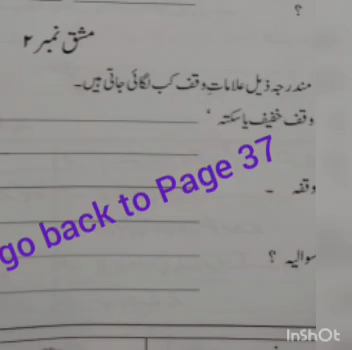 ؟
مشق نمبر ۲
مندرجہ ذیل علاماتِ وقف کب لگائی جاتی ہیں۔
وقف خفیف یا سکتہ ،
وقفہ ۔
go back to Page 37
سوالیہ ؟
InShOt